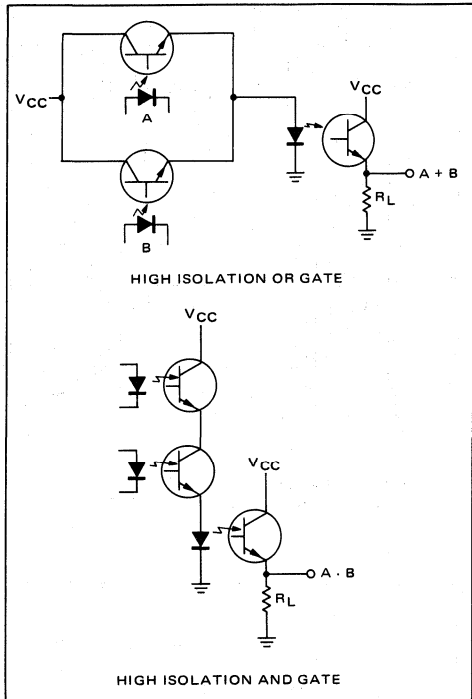 VCC
A
VCC
B
A + B
RL
HIGH ISOLATION OR GATE
VCC
VCC
A · B
RL
HIGH ISOLATION AND GATE